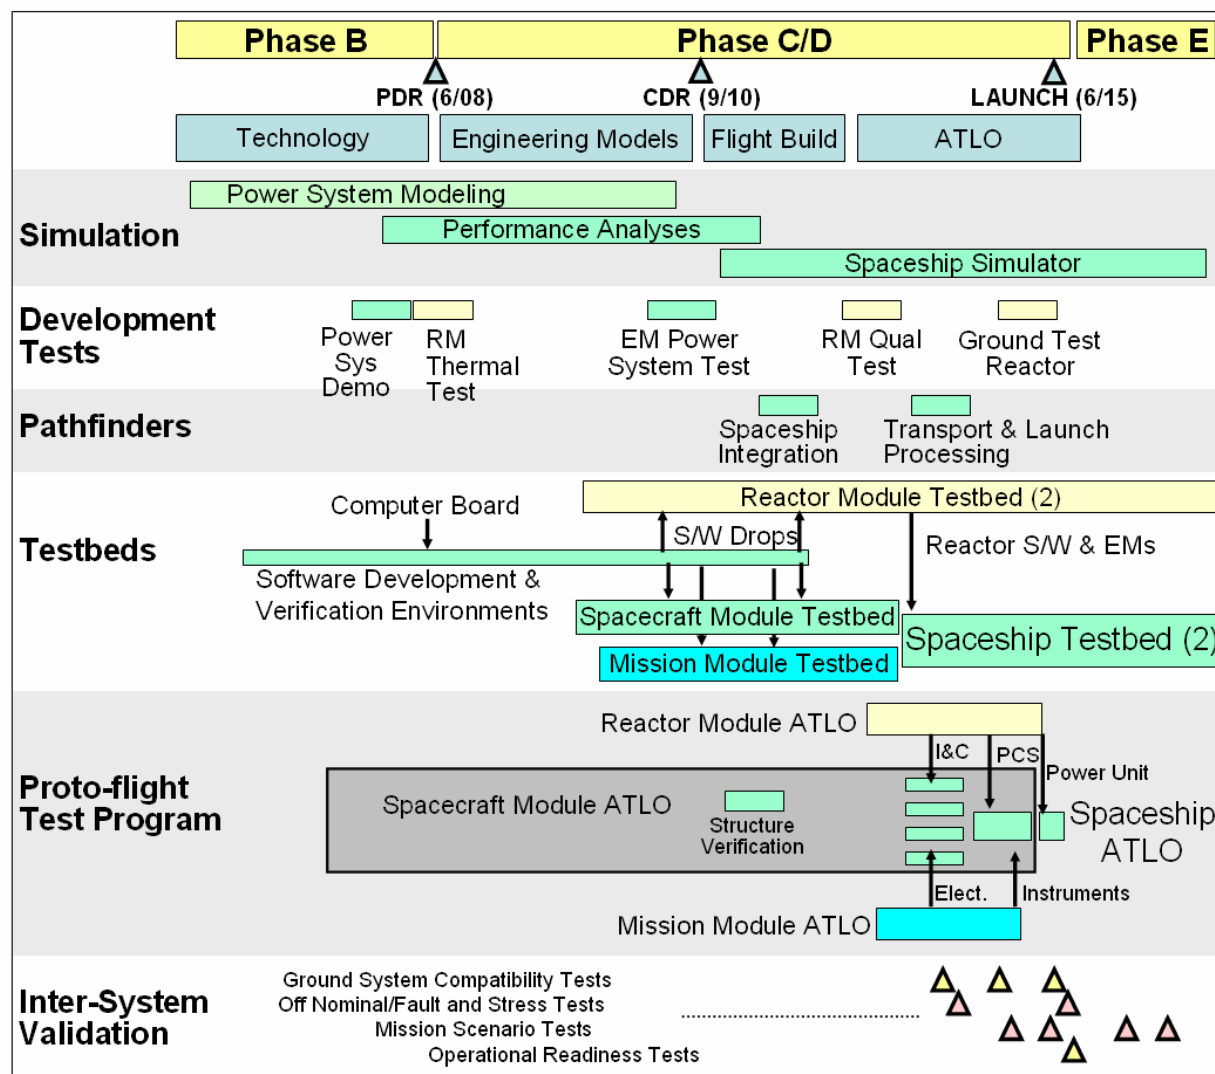 Phase B
Phase C/D
Phase E
PDR (6/08)
CDR (9/10)
LAUNCH (6/15)
Technology
Engineering Models
Flight Build
ATLO
Simulation
Power System Modeling
Performance Analyses
Spaceship Simulator
Development
Tests
Power
Sys
Demo
RM
Thermal
Test
EM Power
System Test
RM Qual
Test
Ground Test
Reactor
Pathfinders
Spaceship
Integration
Transport & Launch
Processing
Testbeds
Computer Board
Reactor Module Testbed (2)
S/W Drops
Reactor S/W & EMs
Software Development &
Verification Environments
Spacecraft Module Testbed
Spaceship Testbed (2)
Mission Module Testbed
Proto-flight
Test Program
Reactor Module ATLO
I&C
PCS
Power Unit
Spacecraft Module ATLO
Structure
Verification
Spaceship
ATLO
Elect.
Instruments
Mission Module ATLO
Inter-System
Validation
Ground System Compatibility Tests
Off Nominal/Fault and Stress Tests
Mission Scenario Tests
Operational Readiness Tests